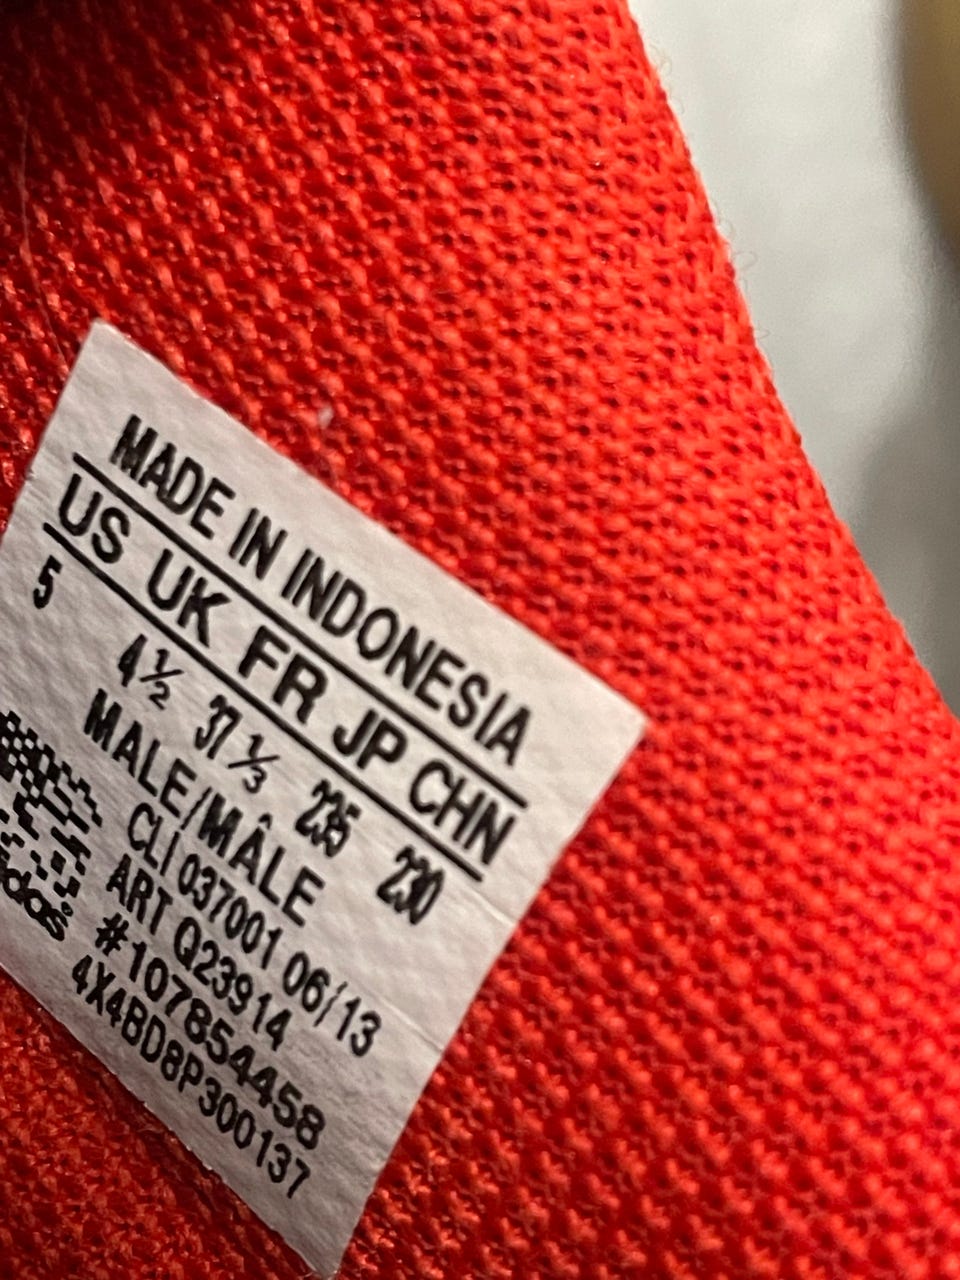 MADE IN INDONESIA
US UK FR JP CHN
5 4½ 37⅓ 235 230
MALE/MÂLE
CLI 037001 06/13
ART Q23914
#107854458
4X4BD8P300137